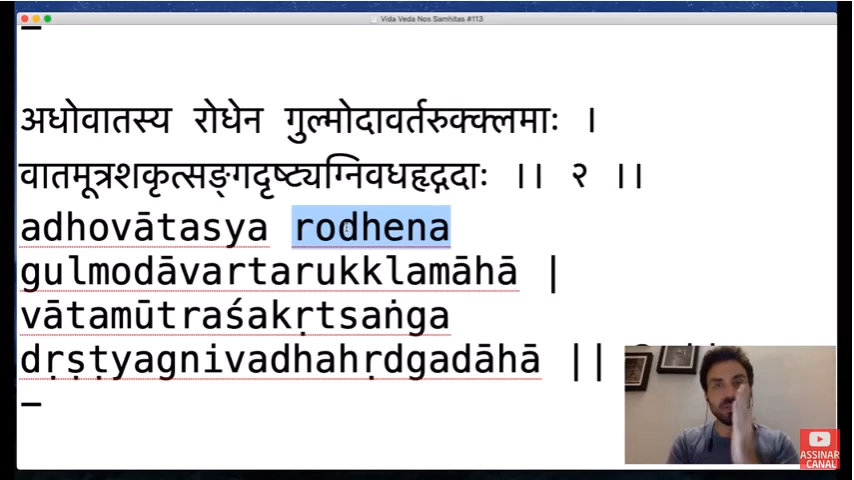 Vida Veda Nos Samhitas #113
अधोवातस्य रोधेन गुल्मोदावर्तरुक्क्लमाः ।
वातमूत्रशकृत्सङ्गदृष्ट्यग्निवधहृद्गदाः ।। २ ।।
adhovātasya rodhena
gulmodāvartarukklamāhā |
vātamūtraśakṛtsaṅga
dṛṣṭyagnivadhahṛdgadāhā ||
ASSINAR
CANAL